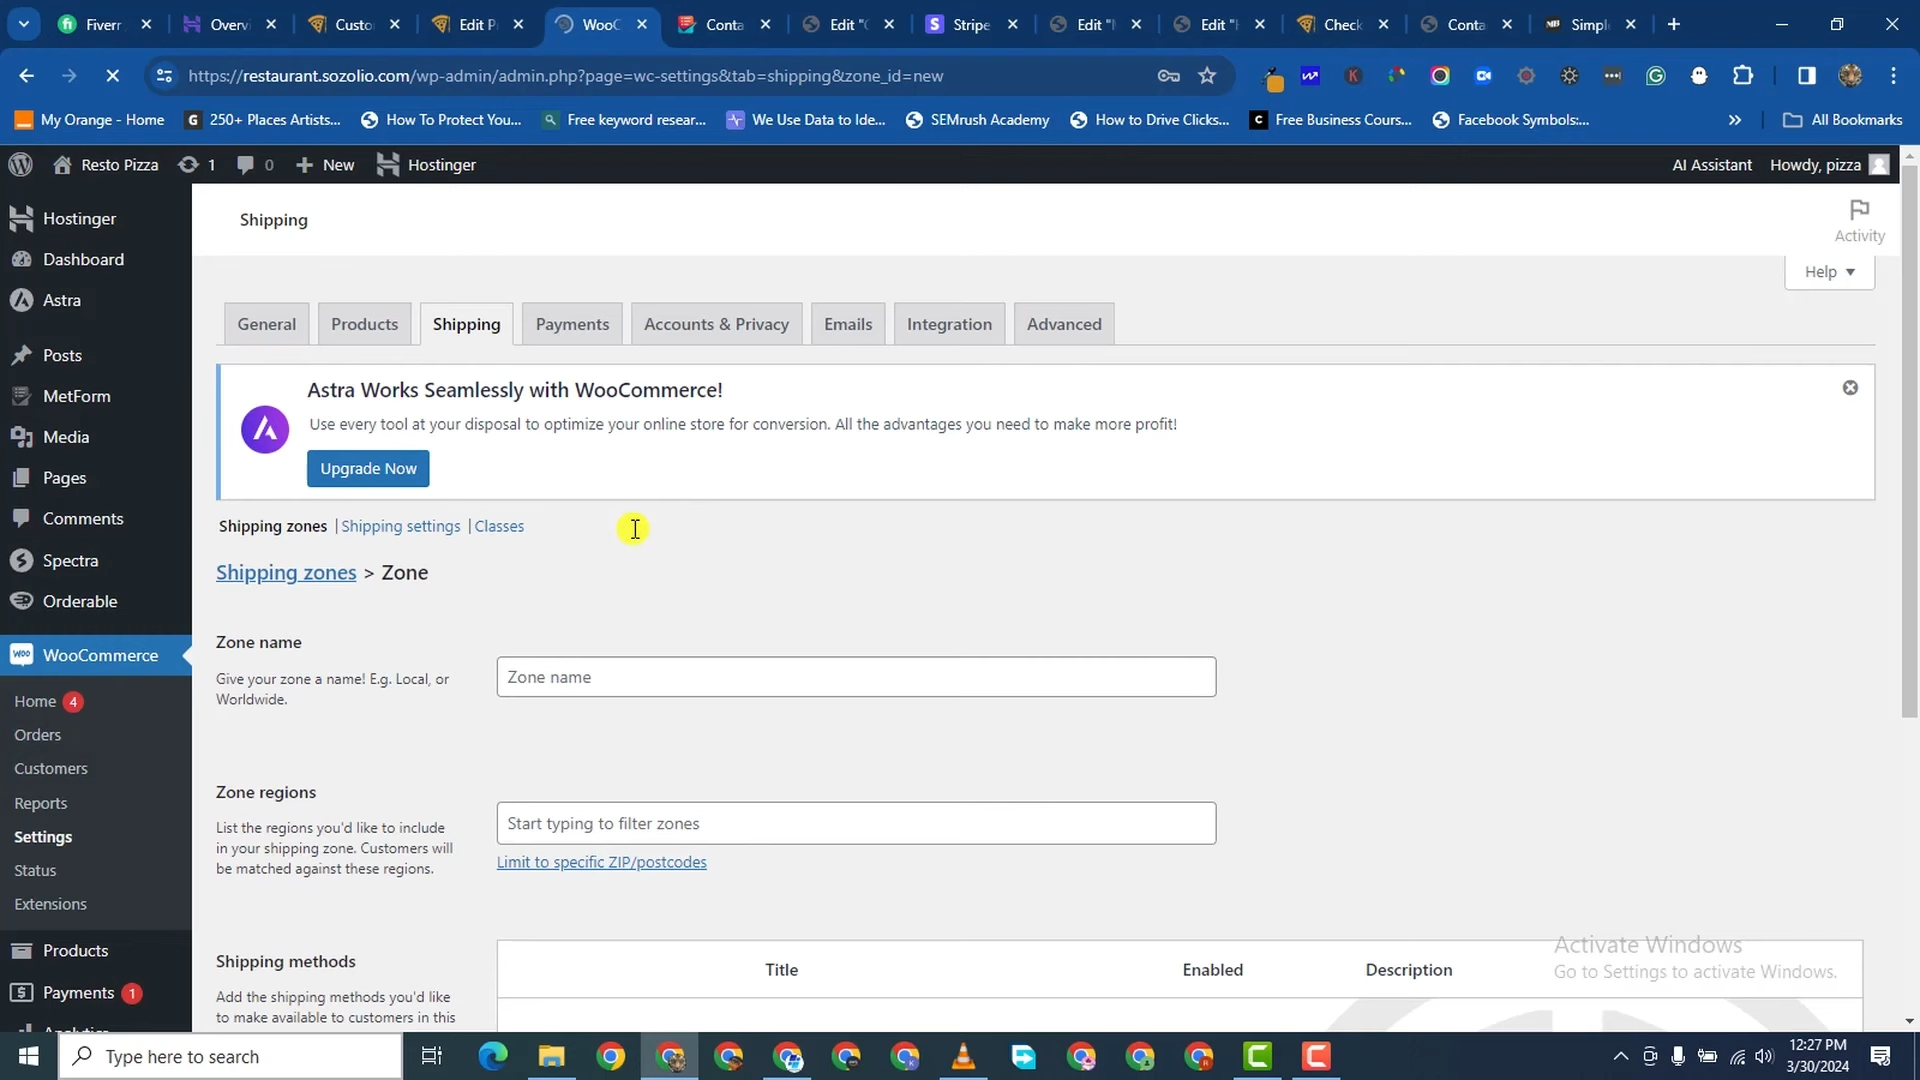 Fiverr
Overvi
Custo
Edit P
WooC
Conta
Edit "C
Stripe
Edit "I
Edit "I
Check
Conta
Simple
https://restaurant.sozolio.com/wp-admin/admin.php?page=wc-settings&tab=shipping&zone_id=new
My Orange - Home
250+ Places Artists...
How To Protect You...
Free keyword resear...
We Use Data to Ide...
SEMrush Academy
How to Drive Clicks...
Free Business Cours...
Facebook Symbols:...
All Bookmarks
Resto Pizza
1
0
New
Hostinger
AI Assistant
Howdy, pizza
Hostinger
Dashboard
Astra
Posts
MetForm
Media
Pages
Comments
Spectra
Orderable
WooCommerce
Home 4
Orders
Customers
Reports
Settings
Status
Extensions
Products
Payments 1
Analytics
Shipping
Activity
Help
General
Products
Shipping
Payments
Accounts & Privacy
Emails
Integration
Advanced
Astra Works Seamlessly with WooCommerce!
Use every tool at your disposal to optimize your online store for conversion. All the advantages you need to make more profit!
Upgrade Now
Shipping zones | Shipping settings | Classes
Shipping zones > Zone
Zone name
Give your zone a name! E.g. Local, or
Worldwide.
Zone name
Zone regions
List the regions you'd like to include
in your shipping zone. Customers will
be matched against these regions.
Start typing to filter zones
Limit to specific ZIP/postcodes
Shipping methods
Add the shipping methods you'd like
to make available to customers in this
Title
Enabled
Description
Activate Windows
Go to Settings to activate Windows.
Type here to search
12:27 PM
3/30/2024